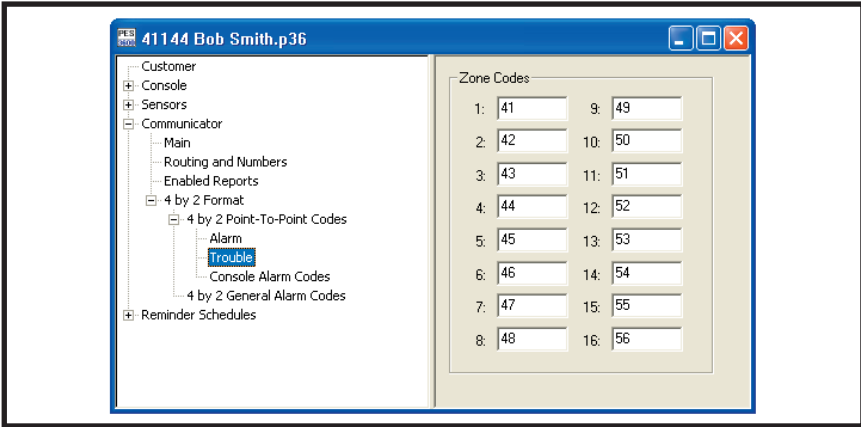 PES
3600
41144 Bob Smith.p36
Customer
Console
Sensors
Communicator
Main
Routing and Numbers
Enabled Reports
4 by 2 Format
4 by 2 Point-To-Point Codes
Alarm
Trouble
Console Alarm Codes
4 by 2 General Alarm Codes
Reminder Schedules
Zone Codes
1: 41 9: 49
2: 42 10: 50
3: 43 11: 51
4: 44 12: 52
5: 45 13: 53
6: 46 14: 54
7: 47 15: 55
8: 48 16: 56